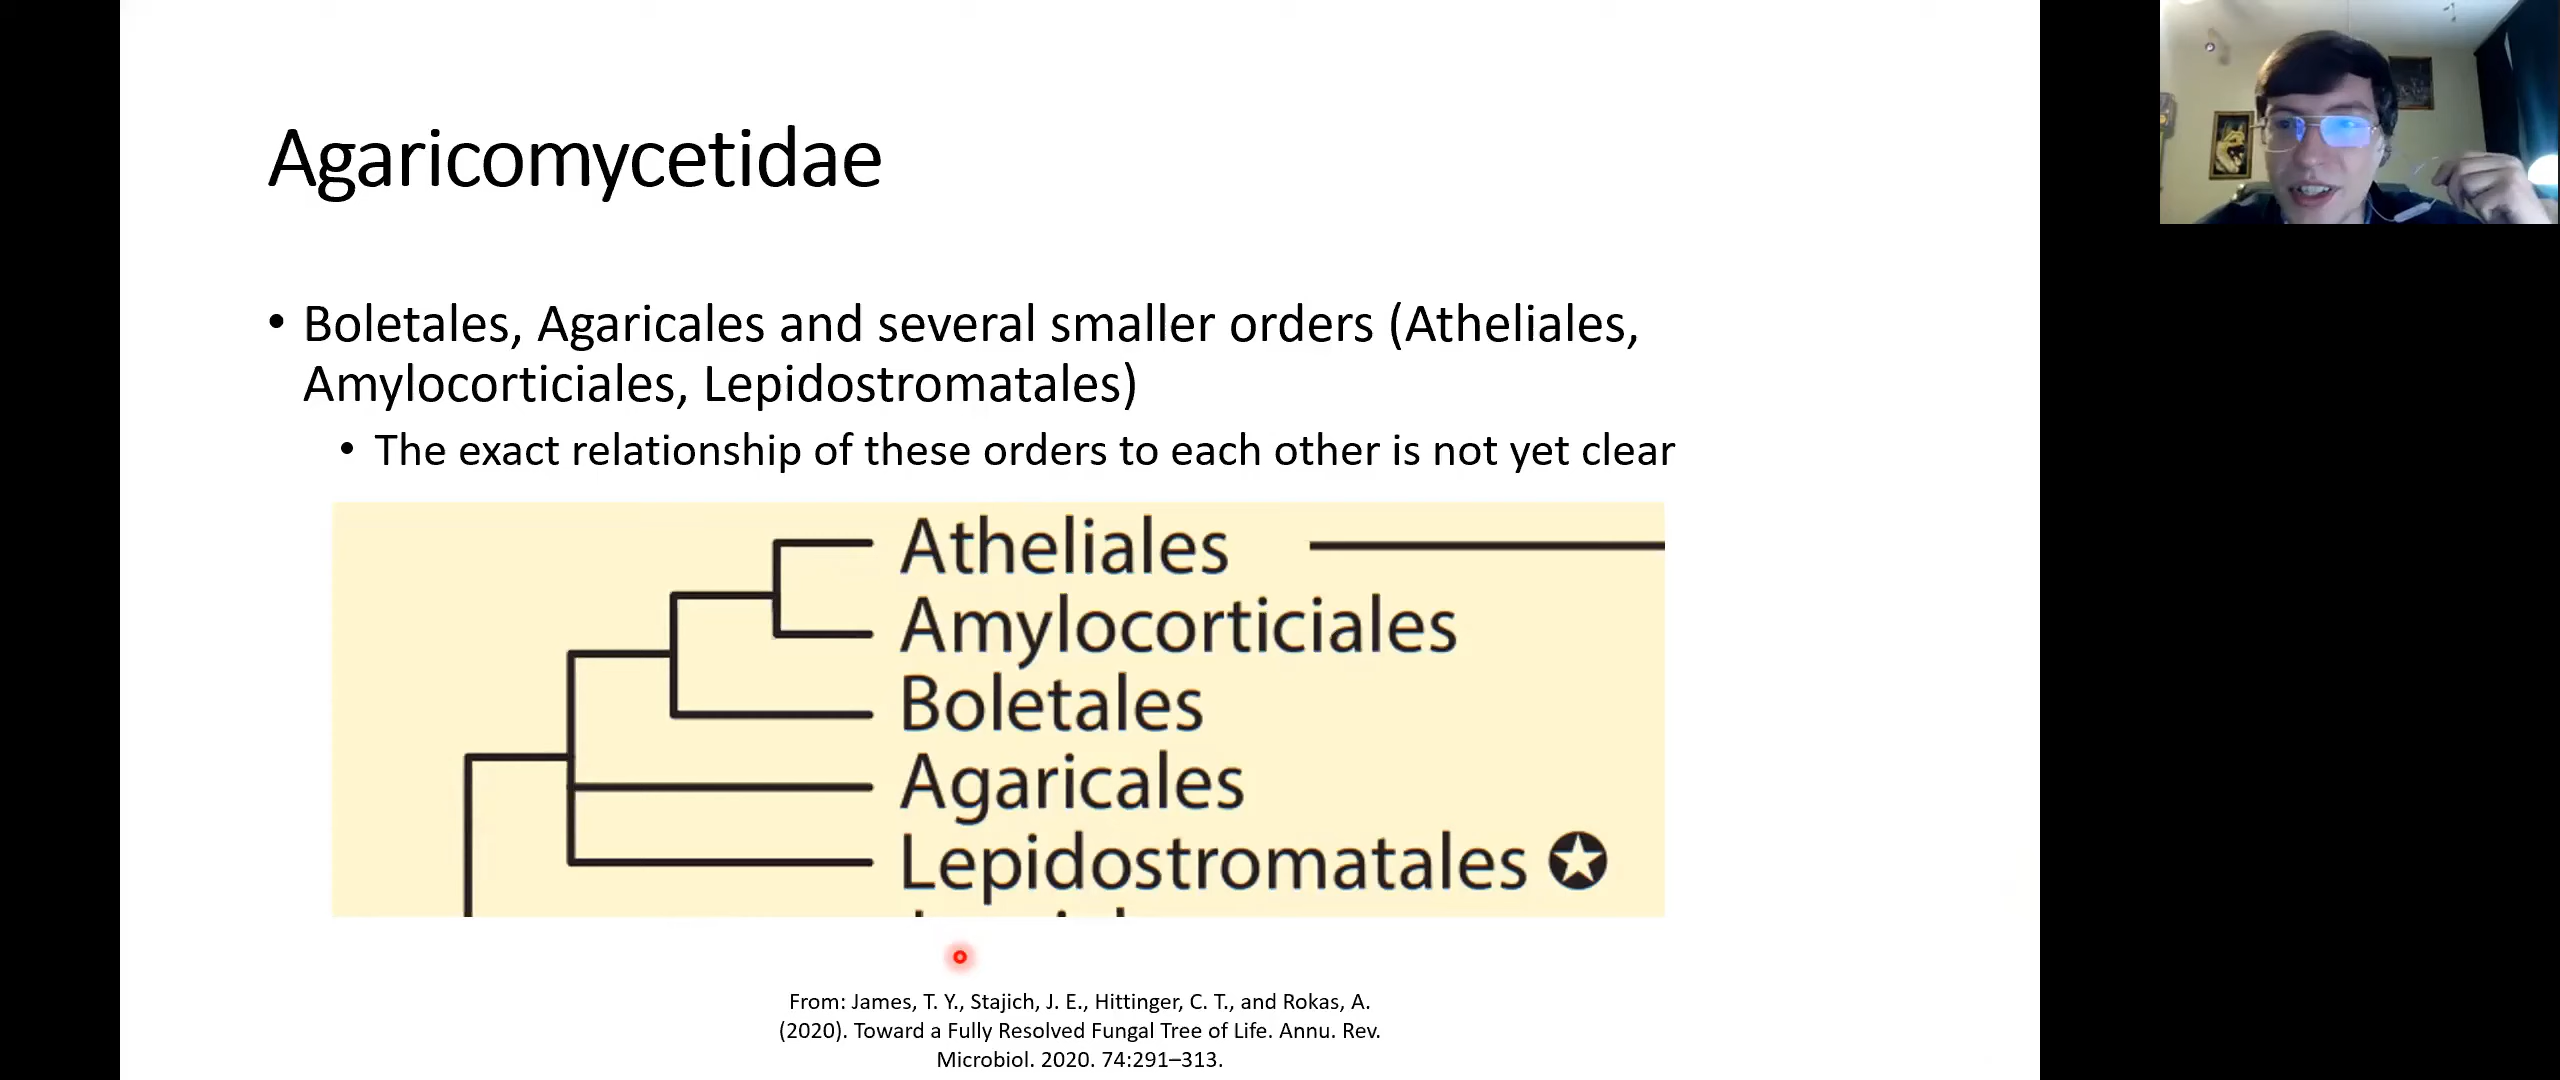 Agaricomycetidae
• Boletales, Agaricales and several smaller orders (Atheliales,
Amylocorticiales, Lepidostromatales)
• The exact relationship of these orders to each other is not yet clear
Atheliales
Amylocorticiales
Boletales
Agaricales
Lepidostromatales
From: James, T. Y., Stajich, J. E., Hittinger, C. T., and Rokas, A.
(2020). Toward a Fully Resolved Fungal Tree of Life. Annu. Rev.
Microbiol. 2020. 74:291–313.